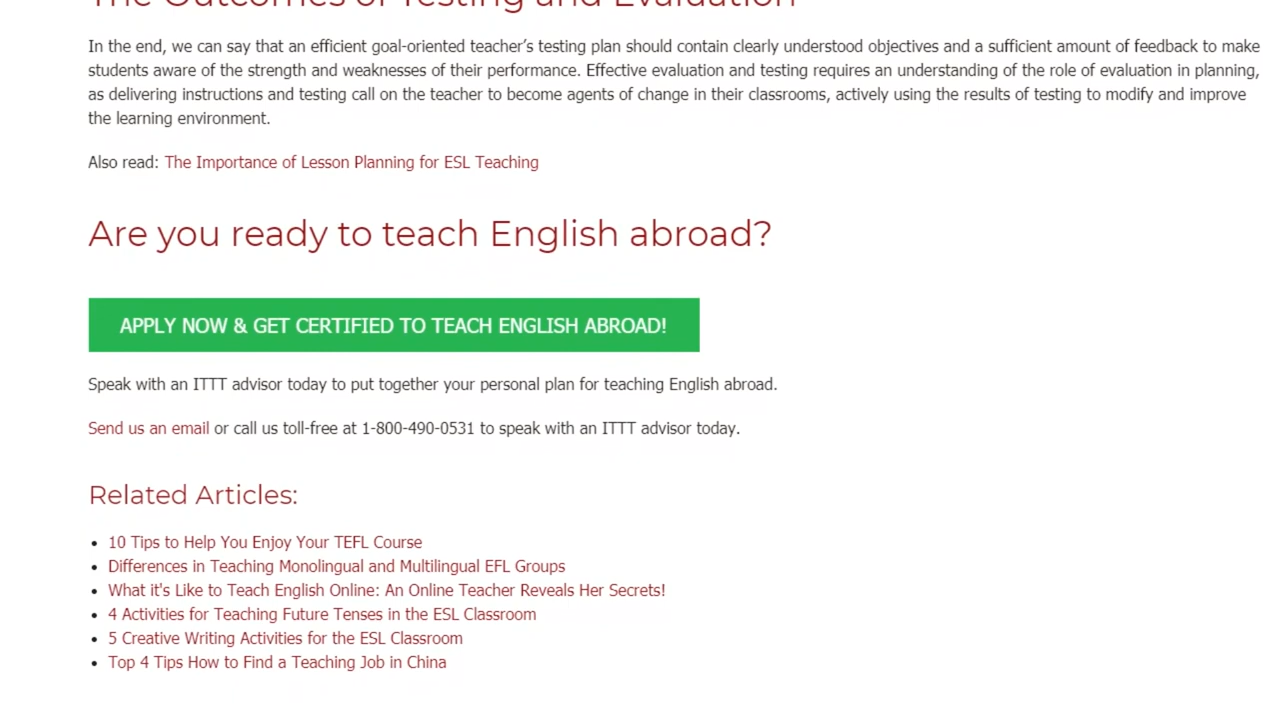 The Outcomes of Testing and Evaluation
In the end, we can say that an efficient goal-oriented teacher’s testing plan should contain clearly understood objectives and a sufficient amount of feedback to make
students aware of the strength and weaknesses of their performance. Effective evaluation and testing requires an understanding of the role of evaluation in planning,
as delivering instructions and testing call on the teacher to become agents of change in their classrooms, actively using the results of testing to modify and improve
the learning environment.
Also read: The Importance of Lesson Planning for ESL Teaching
Are you ready to teach English abroad?
APPLY NOW & GET CERTIFIED TO TEACH ENGLISH ABROAD!
Speak with an ITTT advisor today to put together your personal plan for teaching English abroad.
Send us an email or call us toll-free at 1-800-490-0531 to speak with an ITTT advisor today.
Related Articles:
• 10 Tips to Help You Enjoy Your TEFL Course
• Differences in Teaching Monolingual and Multilingual EFL Groups
• What it's Like to Teach English Online: An Online Teacher Reveals Her Secrets!
• 4 Activities for Teaching Future Tenses in the ESL Classroom
• 5 Creative Writing Activities for the ESL Classroom
• Top 4 Tips How to Find a Teaching Job in China